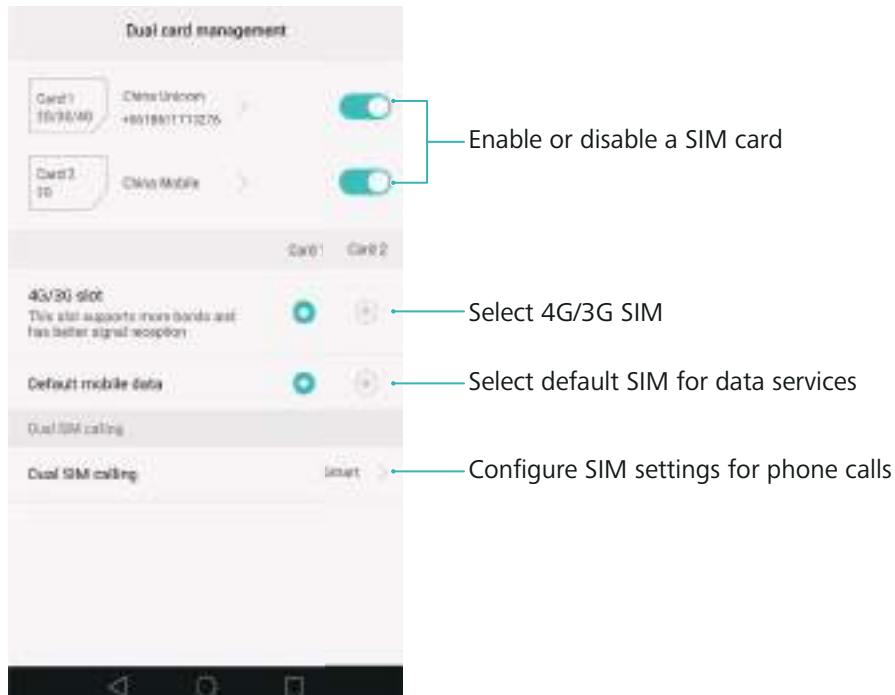 Dual card management
Card 1
China Unicom
Card 2
China Mobile
Enable or disable a SIM card
Card 1 Card 2
4G/3G slot
This slot supports more bands and
has better signal reception
Select 4G/3G SIM
Default mobile data
Select default SIM for data services
Dual SIM calling
Dual SIM calling
Smart
Configure SIM settings for phone calls